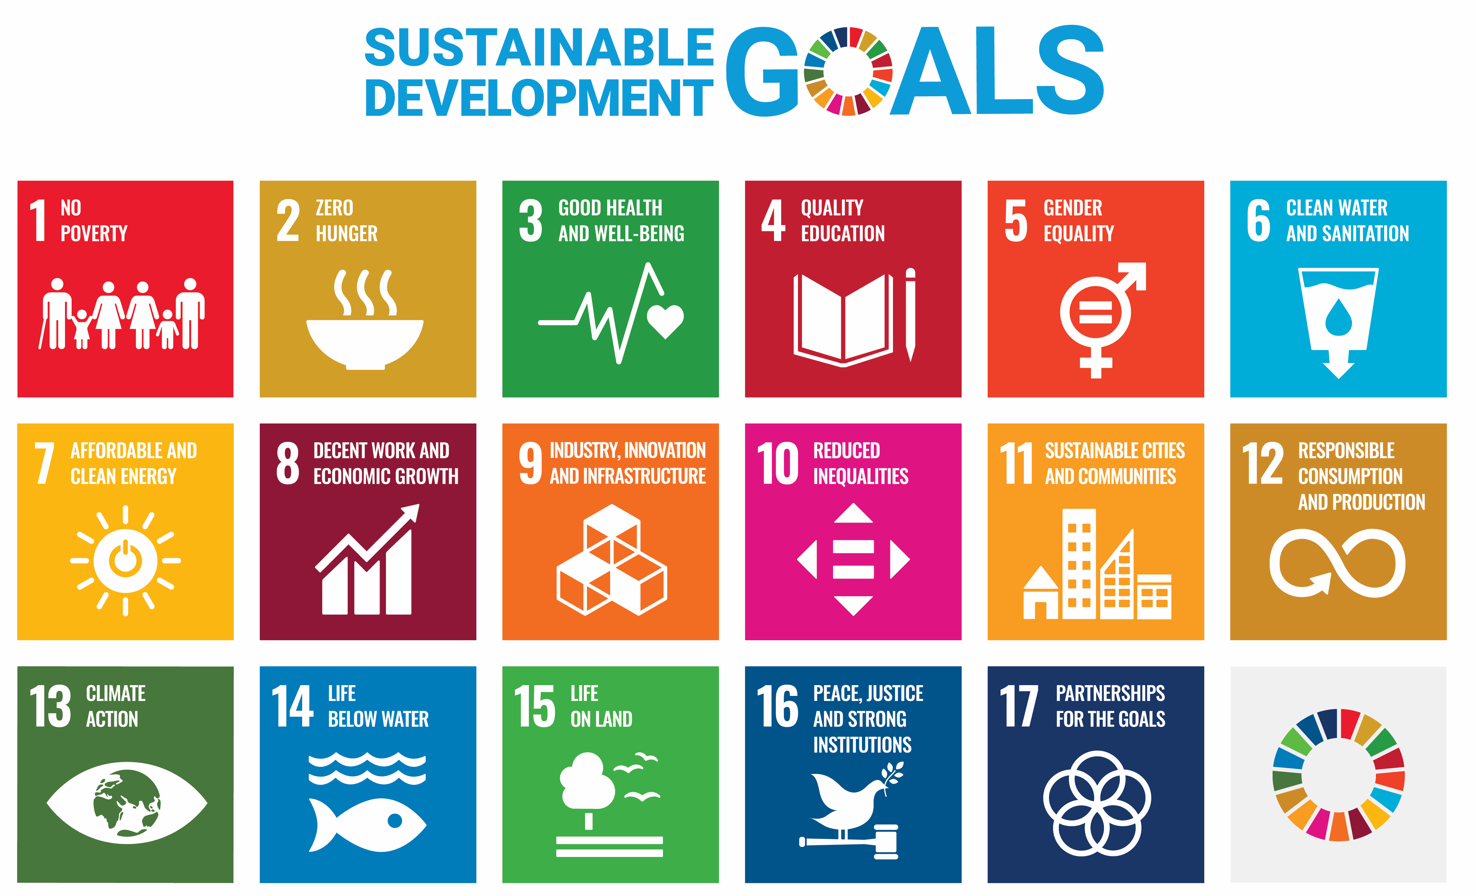 SUSTAINABLE
DEVELOPMENT
GOALS
1 NO
POVERTY
2 ZERO
HUNGER
3 GOOD HEALTH
AND WELL-BEING
4 QUALITY
EDUCATION
5 GENDER
EQUALITY
6 CLEAN WATER
AND SANITATION
7 AFFORDABLE AND
CLEAN ENERGY
8 DECENT WORK AND
ECONOMIC GROWTH
9 INDUSTRY, INNOVATION
AND INFRASTRUCTURE
10 REDUCED
INEQUALITIES
11 SUSTAINABLE CITIES
AND COMMUNITIES
12 RESPONSIBLE
CONSUMPTION
AND PRODUCTION
13 CLIMATE
ACTION
14 LIFE
BELOW WATER
15 LIFE
ON LAND
16 PEACE, JUSTICE
AND STRONG
INSTITUTIONS
17 PARTNERSHIPS
FOR THE GOALS